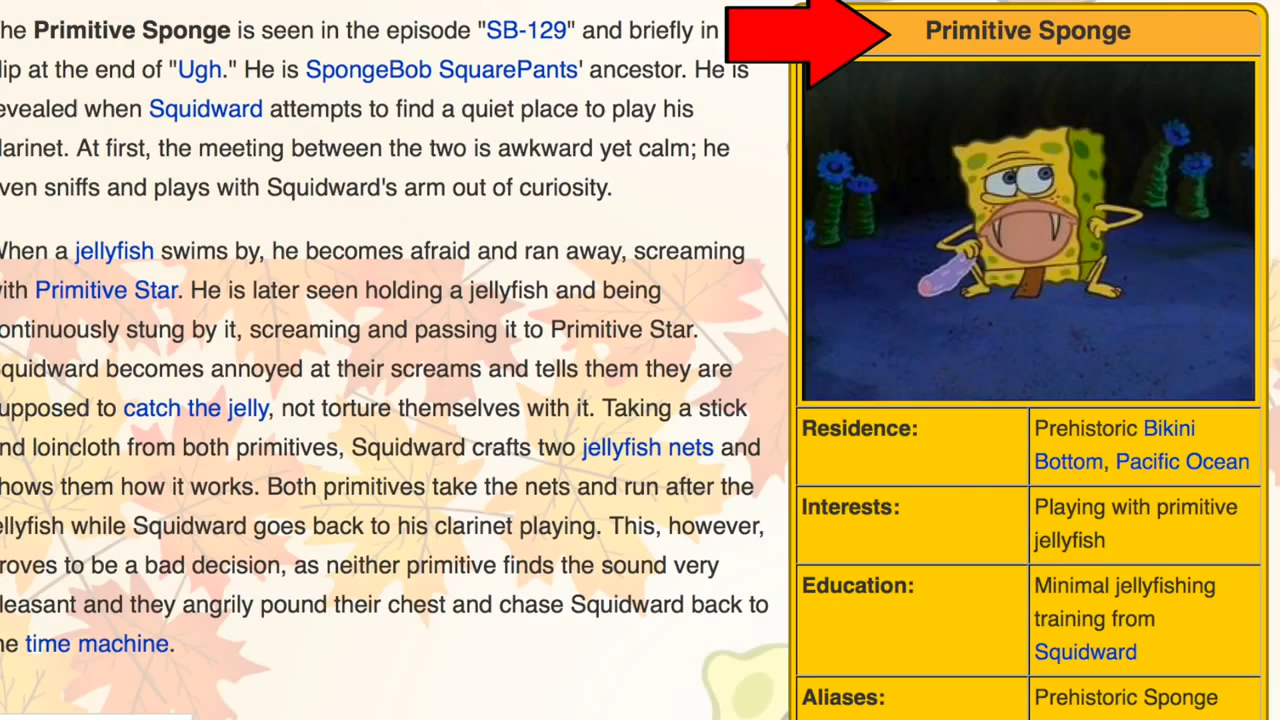 he Primitive Sponge is seen in the episode "SB-129" and briefly in
lip at the end of "Ugh." He is SpongeBob SquarePants' ancestor. He is
evealed when Squidward attempts to find a quiet place to play his
larinet. At first, the meeting between the two is awkward yet calm; he
ven sniffs and plays with Squidward's arm out of curiosity.
When a jellyfish swims by, he becomes afraid and ran away, screaming
with Primitive Star. He is later seen holding a jellyfish and being
ontinuously stung by it, screaming and passing it to Primitive Star.
quidward becomes annoyed at their screams and tells them they are
upposed to catch the jelly, not torture themselves with it. Taking a stick
nd loincloth from both primitives, Squidward crafts two jellyfish nets and
hows them how it works. Both primitives take the nets and run after the
ellyfish while Squidward goes back to his clarinet playing. This, however,
roves to be a bad decision, as neither primitive finds the sound very
leasant and they angrily pound their chest and chase Squidward back to
he time machine.
Primitive Sponge
Residence: Prehistoric Bikini
Bottom, Pacific Ocean
Interests: Playing with primitive
jellyfish
Education: Minimal jellyfishing
training from
Squidward
Aliases: Prehistoric Sponge